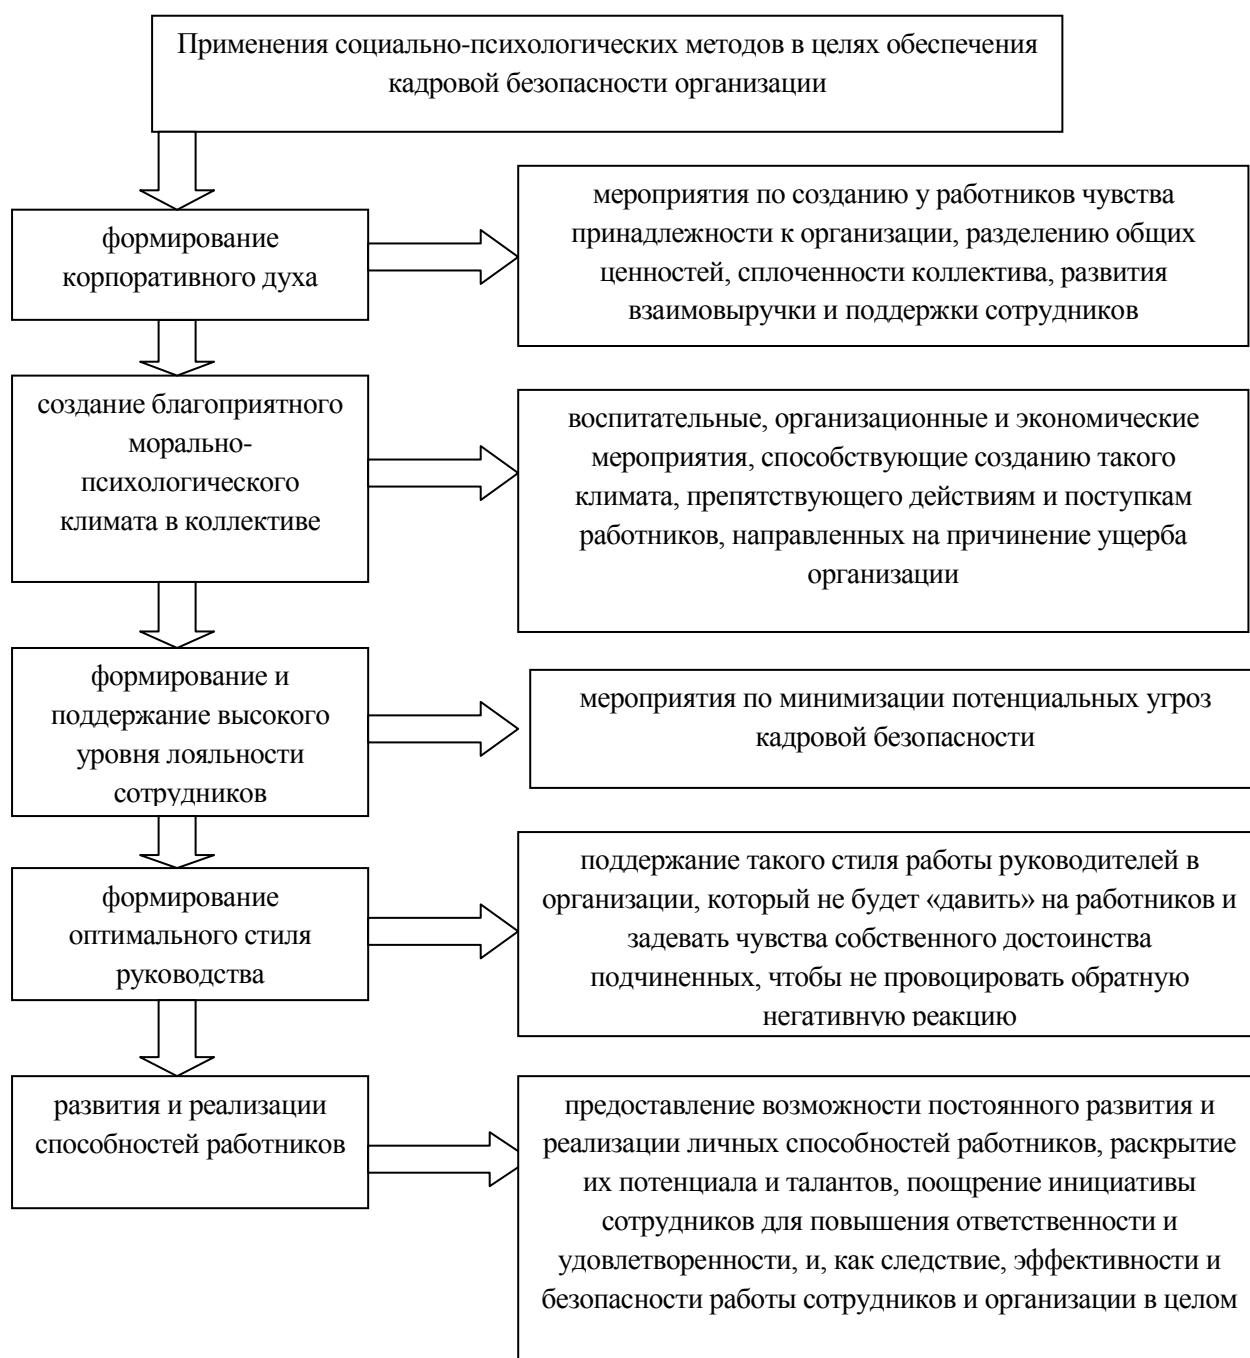 Применения социально-психологических методов в целях обеспечения
кадровой безопасности организации
формирование
корпоративного духа
мероприятия по созданию у работников чувства
принадлежности к организации, разделению общих
ценностей, сплоченности коллектива, развития
взаимовыручки и поддержки сотрудников
создание благоприятного
морально-
психологического
климата в коллективе
воспитательные, организационные и экономические
мероприятия, способствующие созданию такого
климата, препятствующего действиям и поступкам
работников, направленных на причинение ущерба
организации
формирование и
поддержание высокого
уровня лояльности
сотрудников
мероприятия по минимизации потенциальных угроз
кадровой безопасности
формирование
оптимального стиля
руководства
поддержание такого стиля работы руководителей в
организации, который не будет «давить» на работников и
задевать чувства собственного достоинства
подчиненных, чтобы не провоцировать обратную
негативную реакцию
развития и реализации
способностей работников
предоставление возможности постоянного развития и
реализации личных способностей работников, раскрытие
их потенциала и талантов, поощрение инициативы
сотрудников для повышения ответственности и
удовлетворенности, и, как следствие, эффективности и
безопасности работы сотрудников и организации в целом